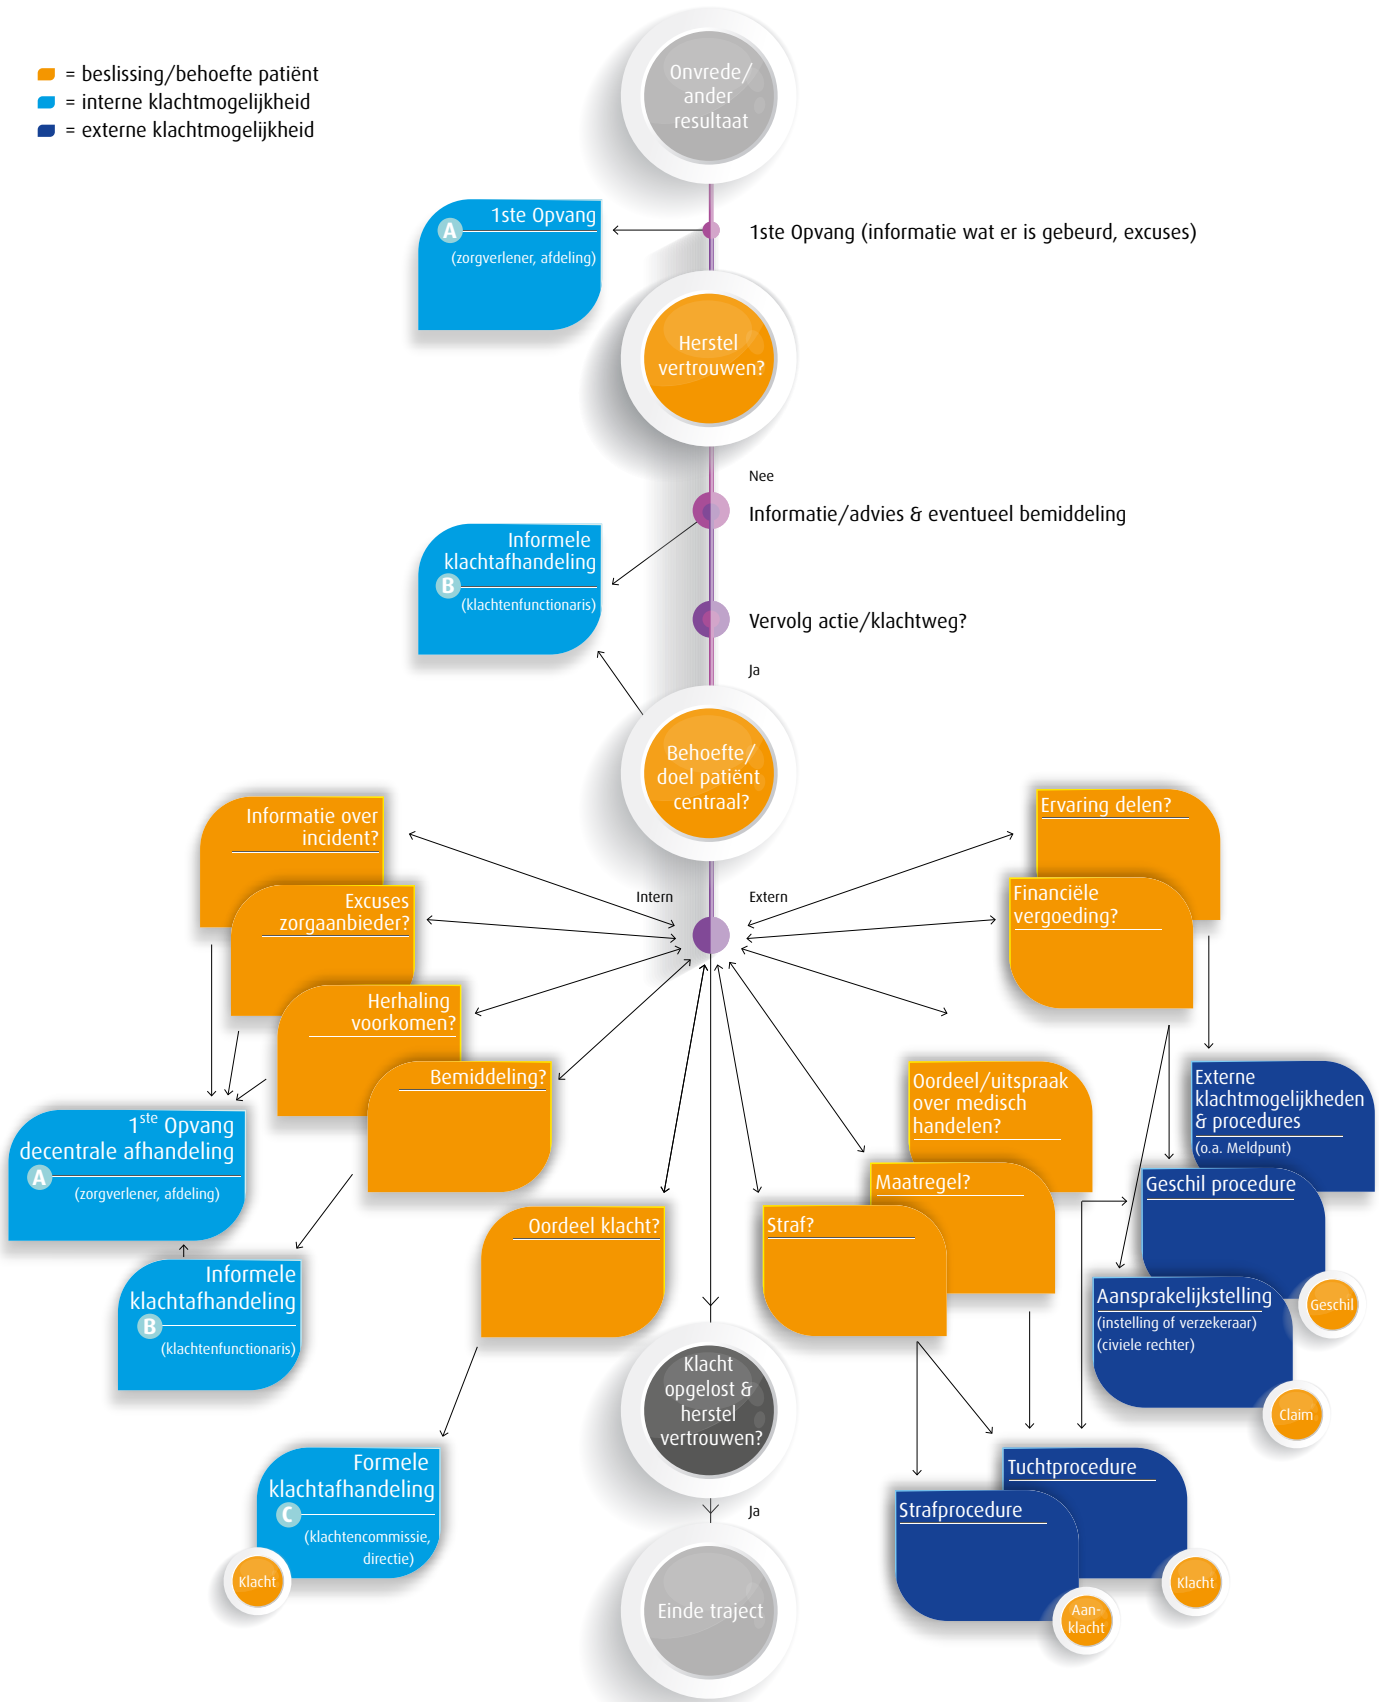 = beslissing/behoefte patiënt
= interne klachtmogelijkheid
= externe klachtmogelijkheid
Onvrede/
ander
resultaat
1ste Opvang
A
(zorgverlener, afdeling)
1ste Opvang (informatie wat er is gebeurd, excuses)
Herstel
vertrouwen?
Nee
Informatie/advies & eventueel bemiddeling
Informele
klachtafhandeling
B
(klachtenfunctionaris)
Vervolg actie/klachtweg?
Ja
Behoefte/
doel patiënt
centraal?
Intern
Extern
Informatie over
incident?
Excuses
zorgaanbieder?
Herhaling
voorkomen?
Bemiddeling?
Ervaring delen?
Financiële
vergoeding?
1ste Opvang
decentrale afhandeling
A
(zorgverlener, afdeling)
Informele
klachtafhandeling
B
(klachtenfunctionaris)
Oordeel klacht?
Oordeel/uitspraak
over medisch
handelen?
Maatregel?
Straf?
Externe
klachtmogelijkheden
& procedures
(o.a. Meldpunt)
Geschil procedure
Geschil
Aansprakelijkstelling
(instelling of verzekeraar)
(civiele rechter)
Claim
Klacht
opgelost &
herstel
vertrouwen?
Ja
Formele
klachtafhandeling
C
(klachtencommissie,
directie)
Klacht
Tuchtprocedure
Klacht
Strafprocedure
Aan-
klacht
Einde traject